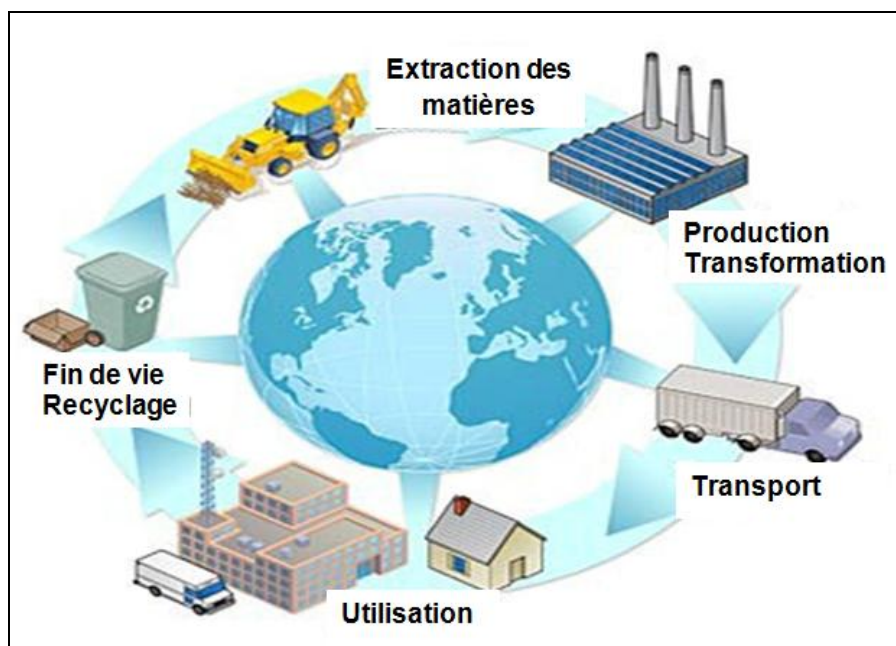 Extraction des
matières
Production
Transformation
Transport
Utilisation
Fin de vie
Recyclage